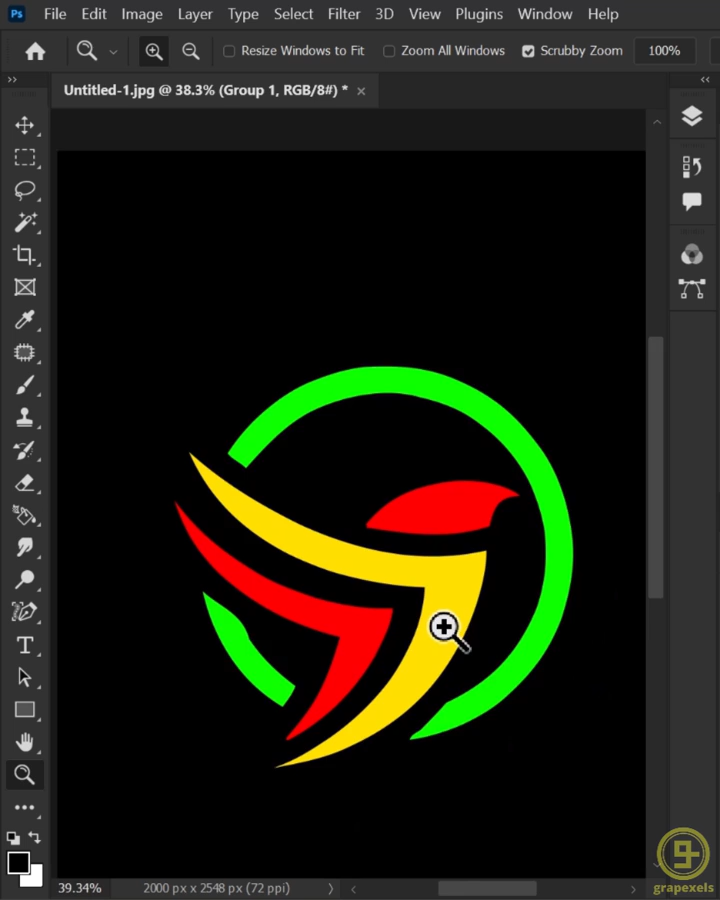 File Edit Image Layer Type Select Filter 3D View Plugins Window Help
Resize Windows to Fit Zoom All Windows Scrubby Zoom 100%
Untitled-1.jpg @ 38.3% (Group 1, RGB/8#) *
39.34% 2000 px x 2548 px (72 ppi)
grapexels